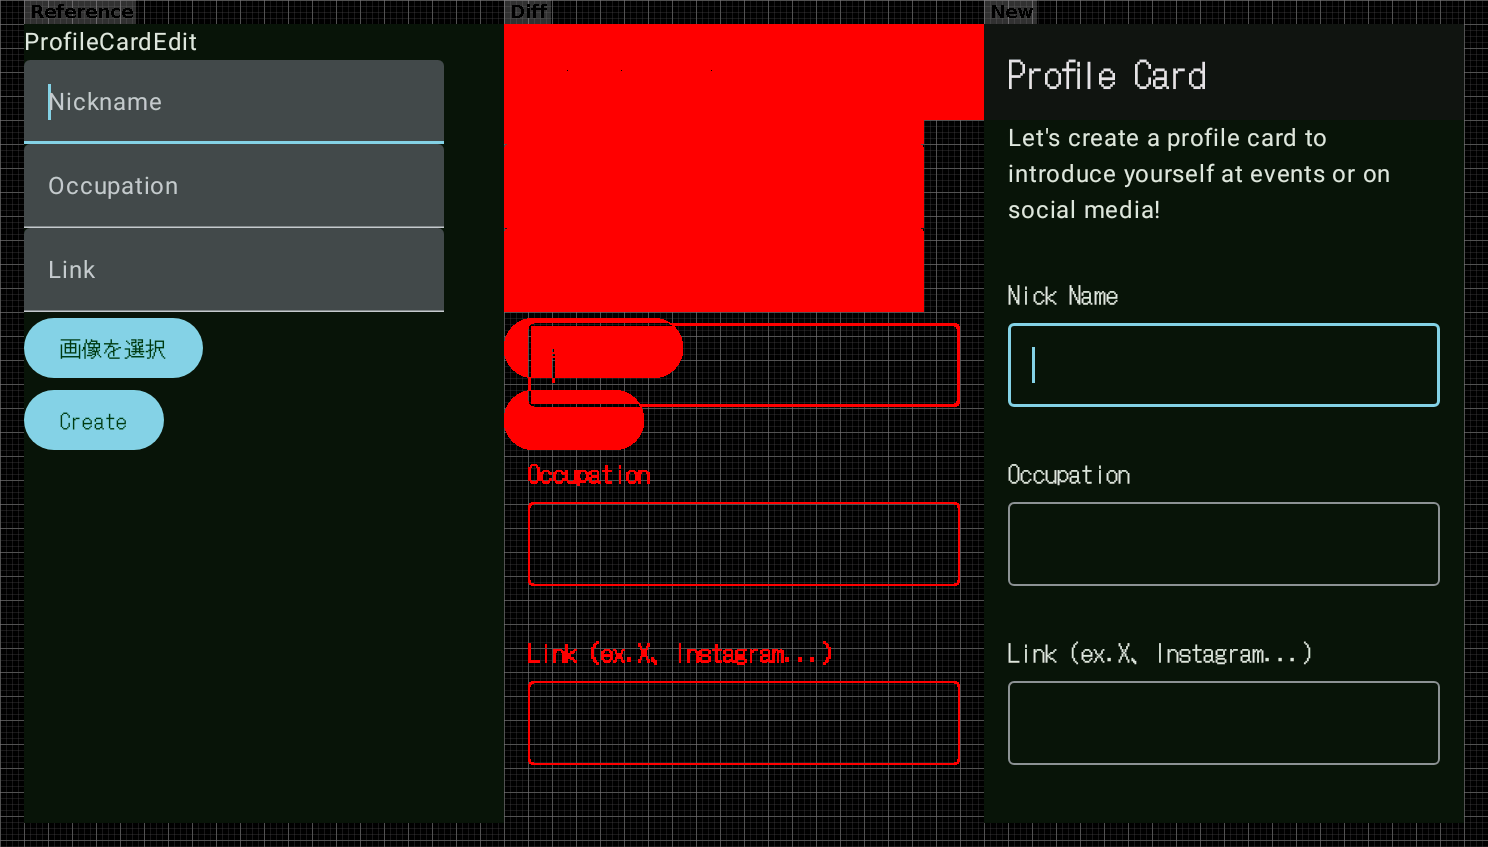 Reference
ProfileCardEdit
Nickname
Occupation
Link
画像を選択
Create
Diff
Occupation
Link (ex.X、Instagram...)
New
Profile Card
Let's create a profile card to
introduce yourself at events or on
social media!
Nick Name
Occupation
Link (ex.X、Instagram...)